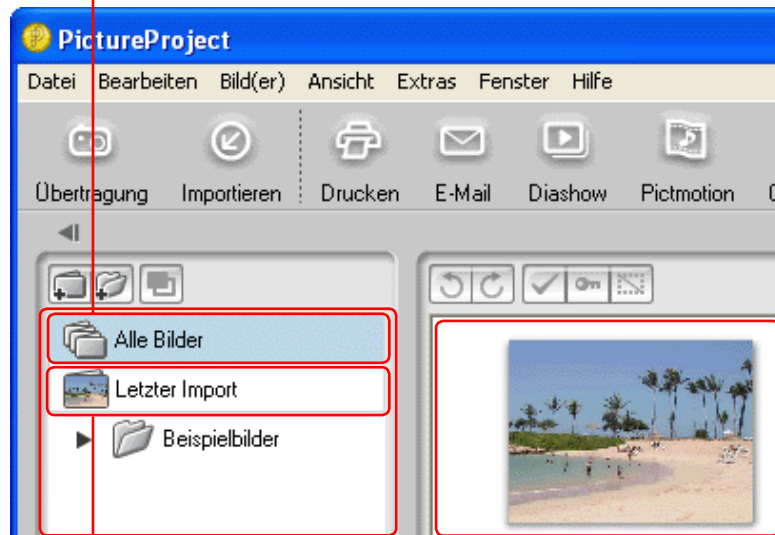 PictureProject
Datei Bearbeiten Bild(er) Ansicht Extras Fenster Hilfe
Übertragung Importieren Drucken E-Mail Diashow Pictmotion
Alle Bilder
Letzter Import
Beispielbilder